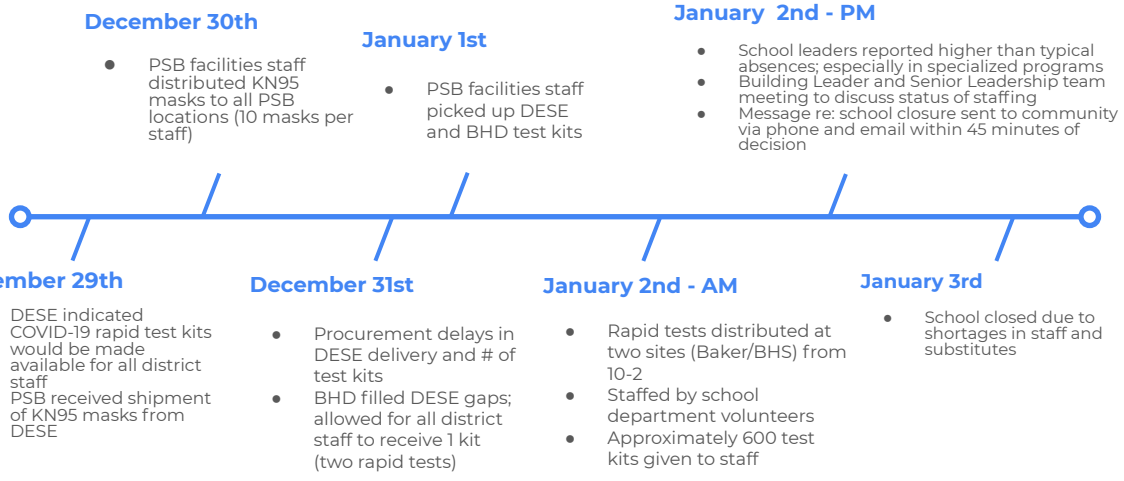 December 30th
● PSB facilities staff
distributed KN95
masks to all PSB
locations (10 masks per
staff)
January 1st
● PSB facilities staff
picked up DESE
and BHD test kits
January 2nd - PM
● School leaders reported higher than typical
absences; especially in specialized programs
● Building Leader and Senior Leadership team
meeting to discuss status of staffing
● Message re: school closure sent to community
via phone and email within 45 minutes of
decision
ember 29th
DESE indicated
COVID-19 rapid test kits
would be made
available for all district
staff
PSB received shipment
of KN95 masks from
DESE
December 31st
● Procurement delays in
DESE delivery and # of
test kits
● BHD filled DESE gaps;
allowed for all district
staff to receive 1 kit
(two rapid tests)
January 2nd - AM
● Rapid tests distributed at
two sites (Baker/BHS) from
10-2
● Staffed by school
department volunteers
● Approximately 600 test
kits given to staff
January 3rd
● School closed due to
shortages in staff and
substitutes